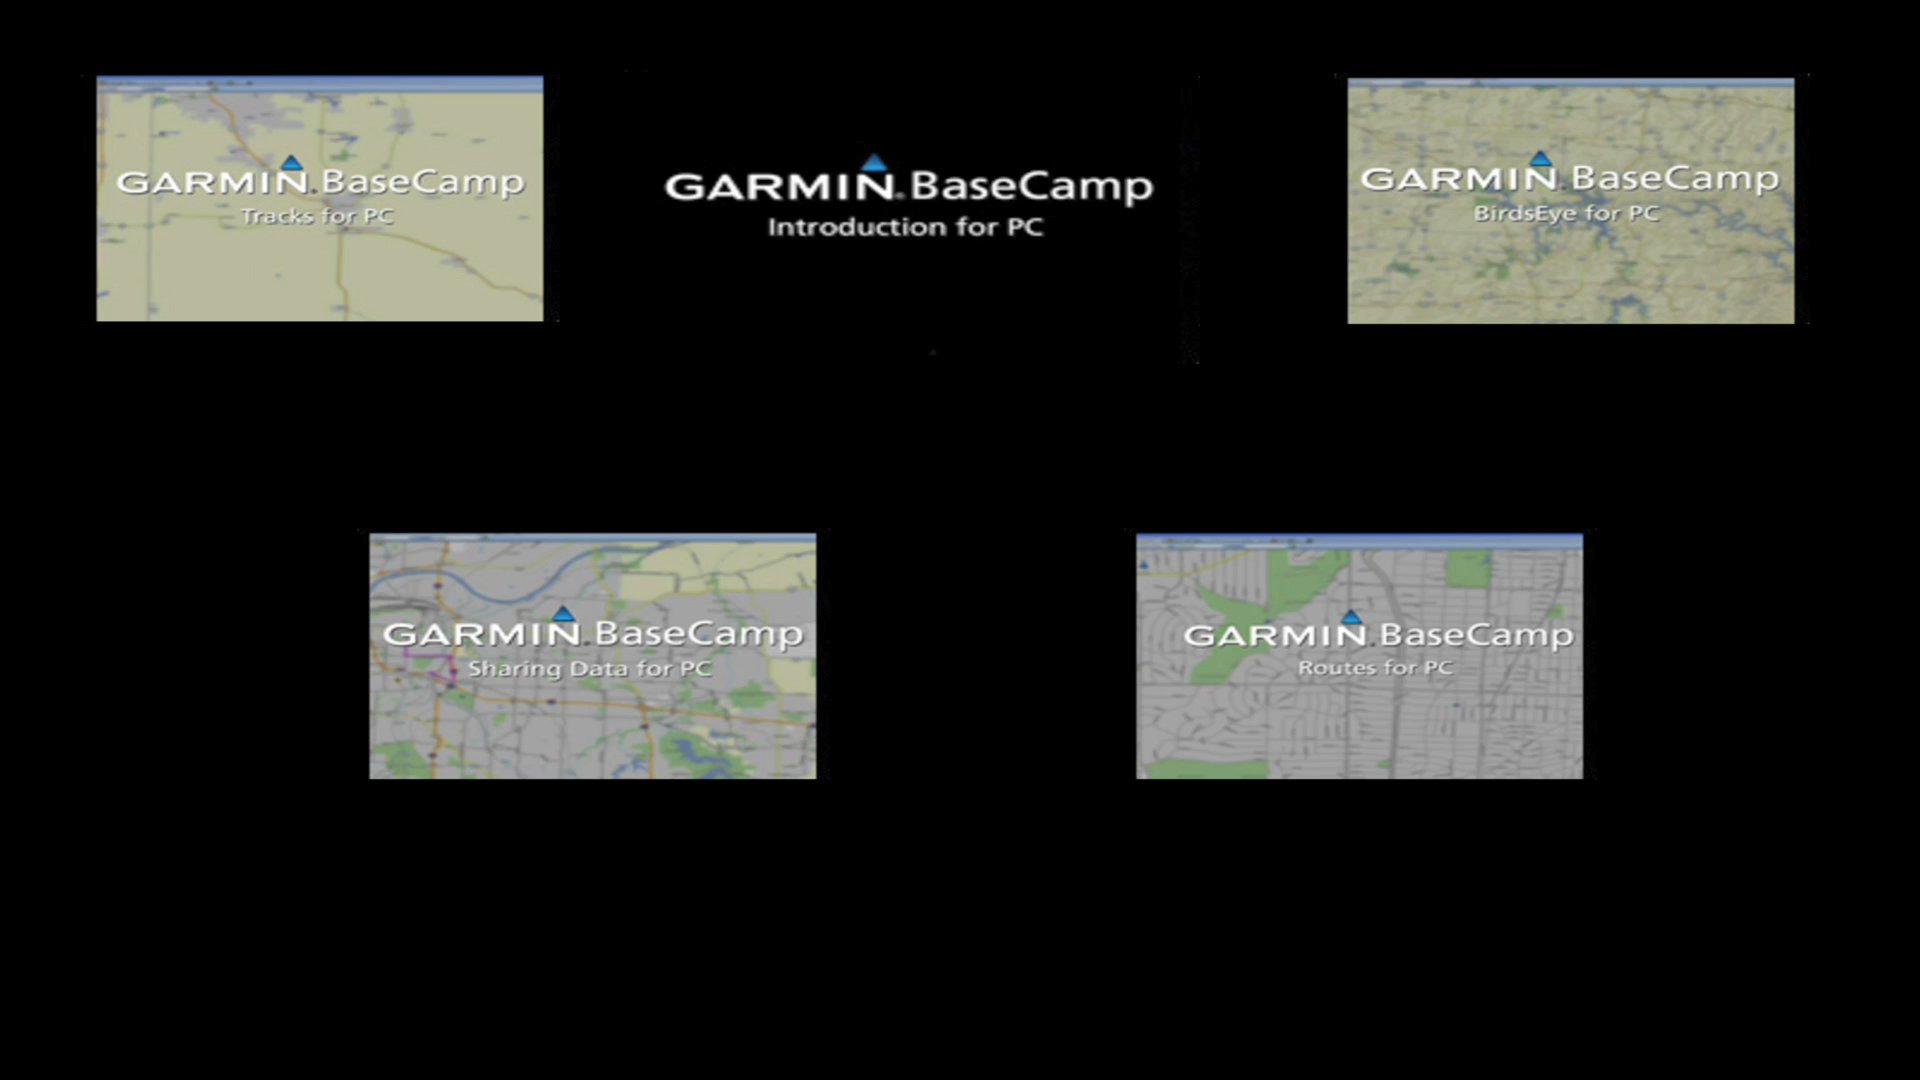 GARMIN BaseCamp
Tracks for PC
GARMIN BaseCamp
Introduction for PC
GARMIN BaseCamp
BirdsEye for PC
GARMIN BaseCamp
Sharing Data for PC
GARMIN BaseCamp
Routes for PC